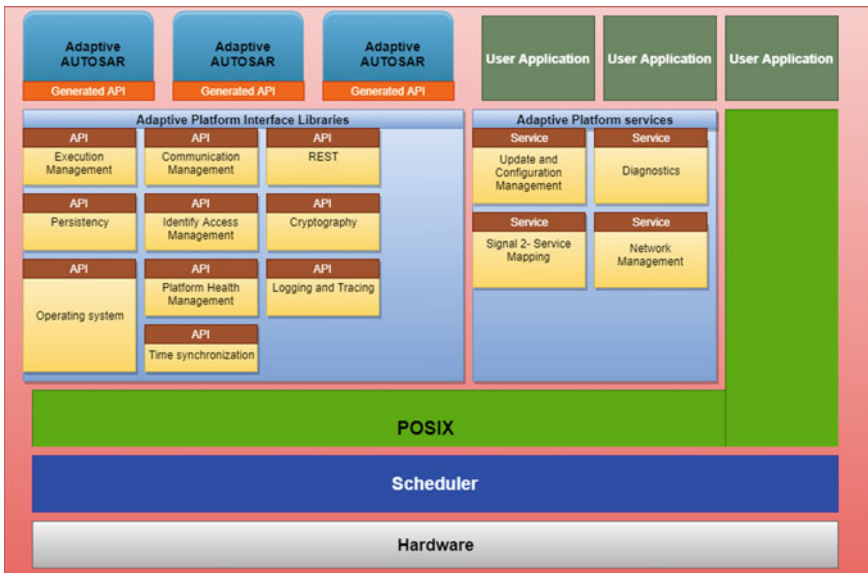 Adaptive
AUTOSAR
Generated API
Adaptive
AUTOSAR
Generated API
Adaptive
AUTOSAR
Generated API
User Application
User Application
User Application
Adaptive Platform Interface Libraries
API
Execution
Management
API
Communication
Management
API
REST
API
Persistency
API
Identify Access
Management
API
Cryptography
API
Operating system
API
Platform Health
Management
API
Logging and Tracing
API
Time synchronization
Adaptive Platform services
Service
Update and
Configuration
Management
Service
Diagnostics
Service
Signal 2- Service
Mapping
Service
Network
Management
POSIX
Scheduler
Hardware